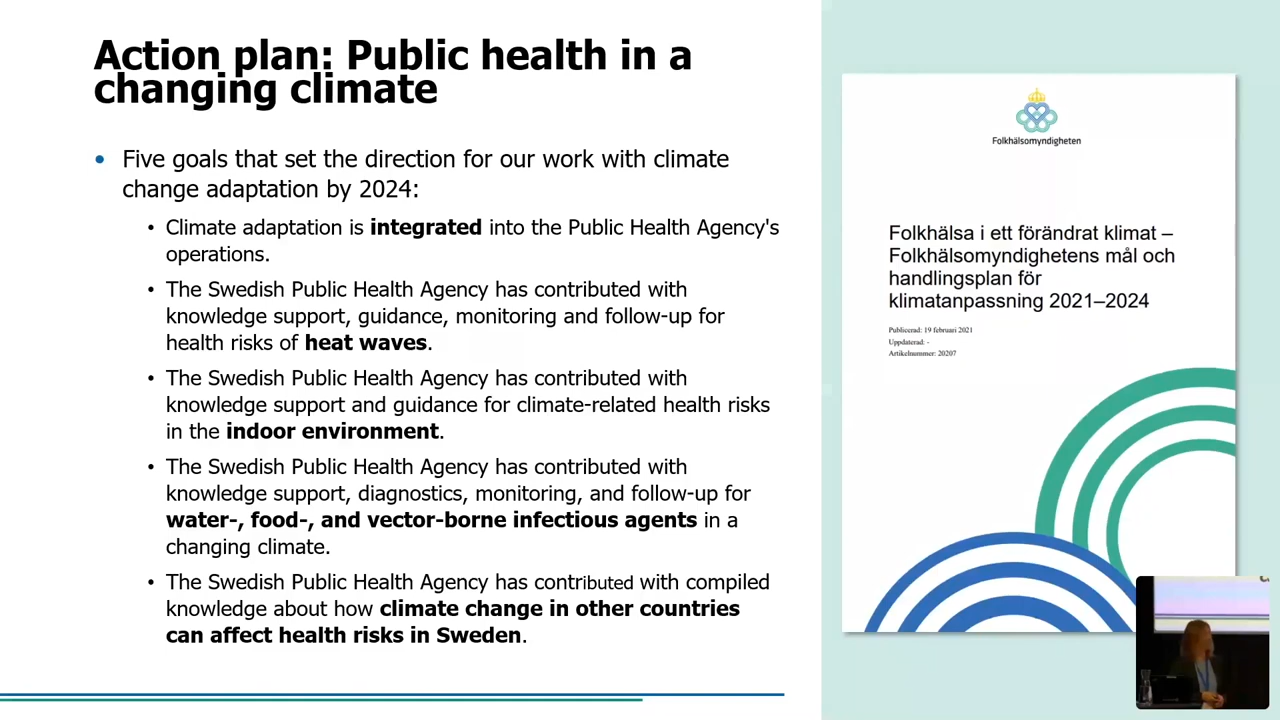 Action plan: Public health in a
changing climate
• Five goals that set the direction for our work with climate
change adaptation by 2024:
• Climate adaptation is integrated into the Public Health Agency's
operations.
• The Swedish Public Health Agency has contributed with
knowledge support, guidance, monitoring and follow-up for
health risks of heat waves.
• The Swedish Public Health Agency has contributed with
knowledge support and guidance for climate-related health risks
in the indoor environment.
• The Swedish Public Health Agency has contributed with
knowledge support, diagnostics, monitoring, and follow-up for
water-, food-, and vector-borne infectious agents in a
changing climate.
• The Swedish Public Health Agency has contributed with compiled
knowledge about how climate change in other countries
can affect health risks in Sweden.
Folkhälsomyndigheten
Folkhälsa i ett förändrat klimat –
Folkhälsomyndighetens mål och
handlingsplan för
klimatanpassning 2021–2024
Publicerad: 19 februari 2021
Uppdaterad: -
Artikelnummer: 20207